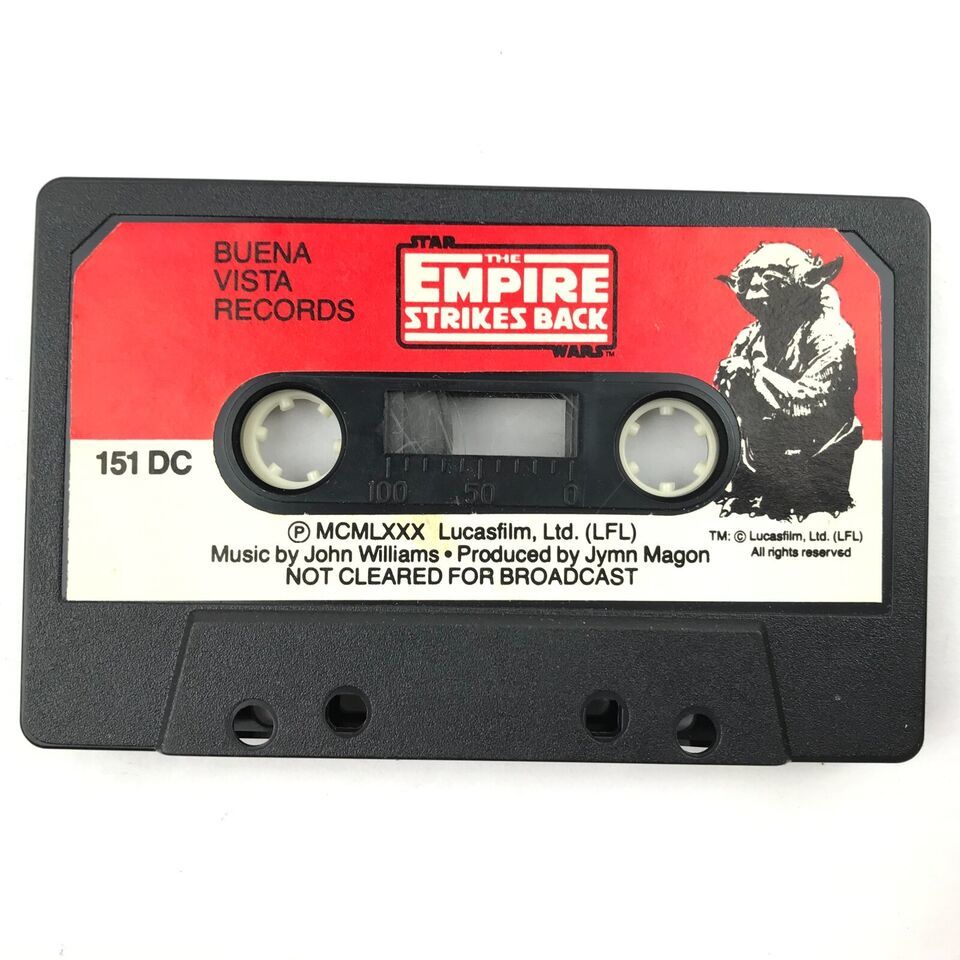 BUENA
VISTA
RECORDS
STAR
THE
EMPIRE
STRIKES BACK
WARS™
151 DC
100 50 0
℗ MCMLXXX Lucasfilm, Ltd. (LFL)
Music by John Williams • Produced by Jymn Magon
NOT CLEARED FOR BROADCAST
TM: © Lucasfilm, Ltd. (LFL)
All rights reserved